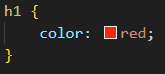 h1 {
    color: red;
}